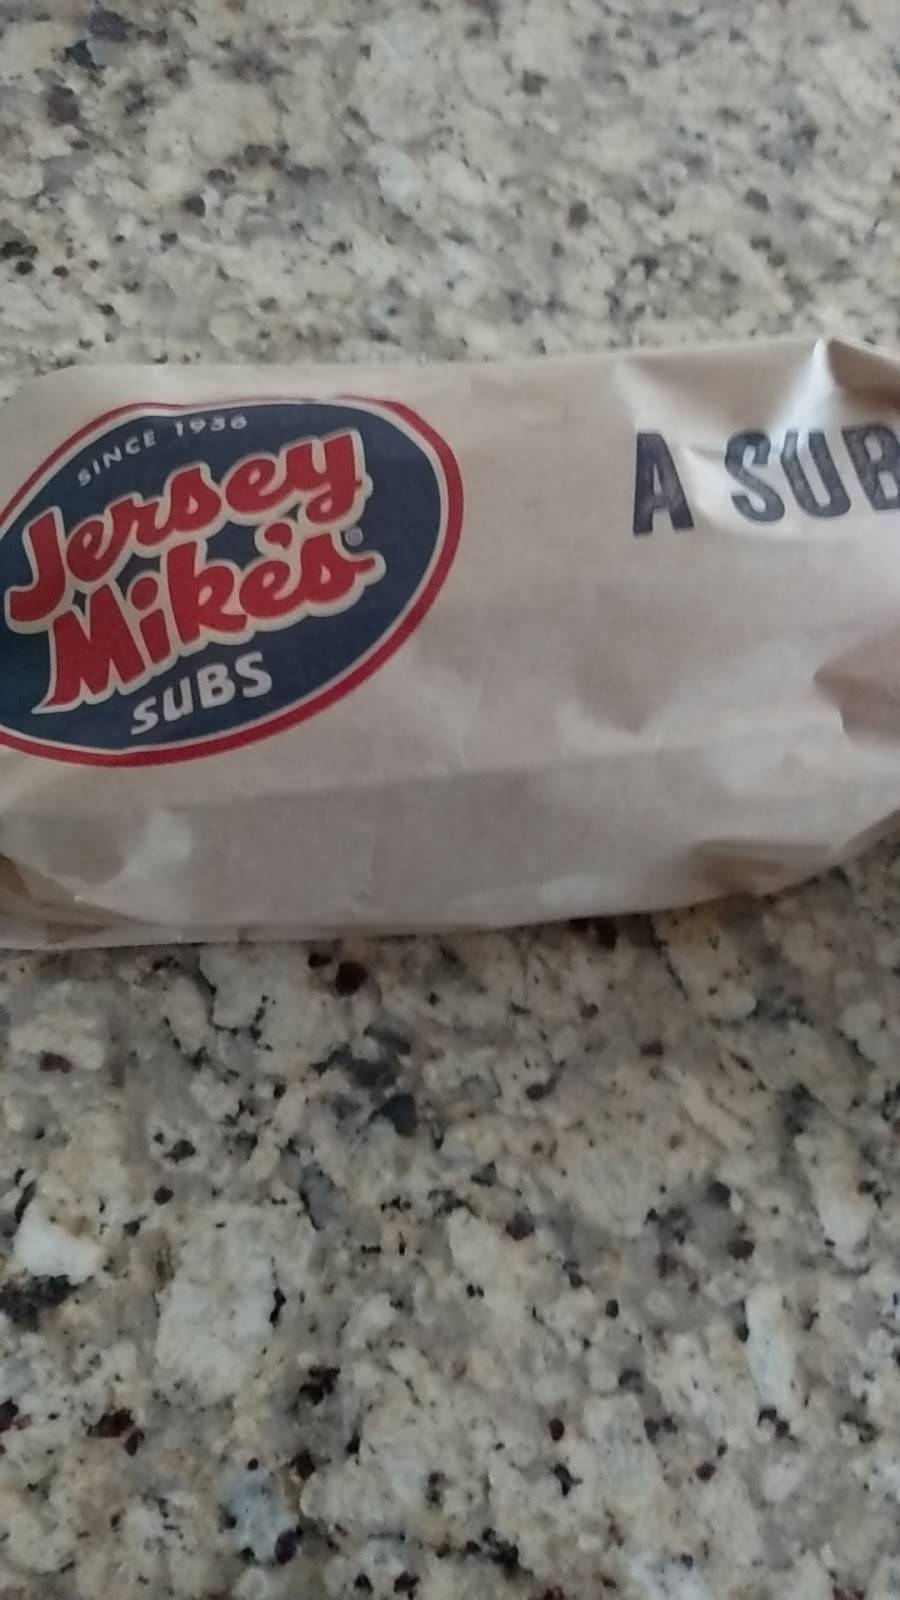 SINCE 1956
Jersey
Mike's®
SUBS
A SUB